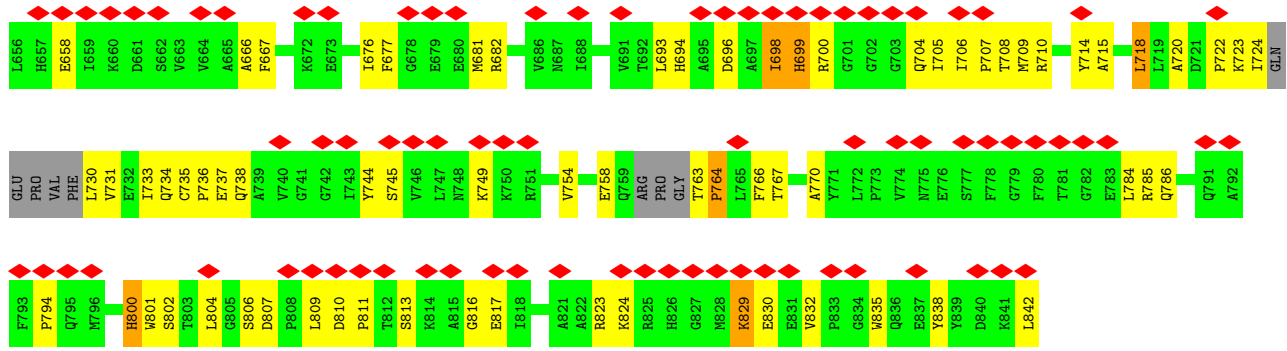 L656 H657 E658 I659 K660 D661 S662 V663 V664 A665 A666 F667 K672 E673 I676 F677 G678 E679 E680 M681 R682 V686 N687 I688 V691 T692 L693 H694 A695 D696 A697 I698 H699 R700 G701 G702 G703 Q704 I705 I706 P707 T708 M709 R710 Y714 A715 L718 L719 A720 D721 P722 K723 I724 GLN
GLU PRO VAL PHE L730 V731 E732 I733 Q734 C735 P736 E737 Q738 A739 V740 G741 G742 I743 Y744 S745 V746 L747 N748 K749 K750 R751 V754 E758 Q759 ARG PRO GLY T763 P764 L765 F766 T767 A770 Y771 L772 P773 V774 N775 E776 S777 F778 G779 F780 T781 G782 E783 L784 R785 Q786 Q791 A792
F793 P794 Q795 M796 H800 W801 S802 T803 L804 G805 S806 D807 P808 L809 D810 P811 T812 S813 K814 A815 G816 E817 I818 A821 A822 R823 K824 R825 H826 G827 M828 K829 E830 E831 V832 P833 G834 W835 Q836 E837 Y838 Y839 D840 K841 L842